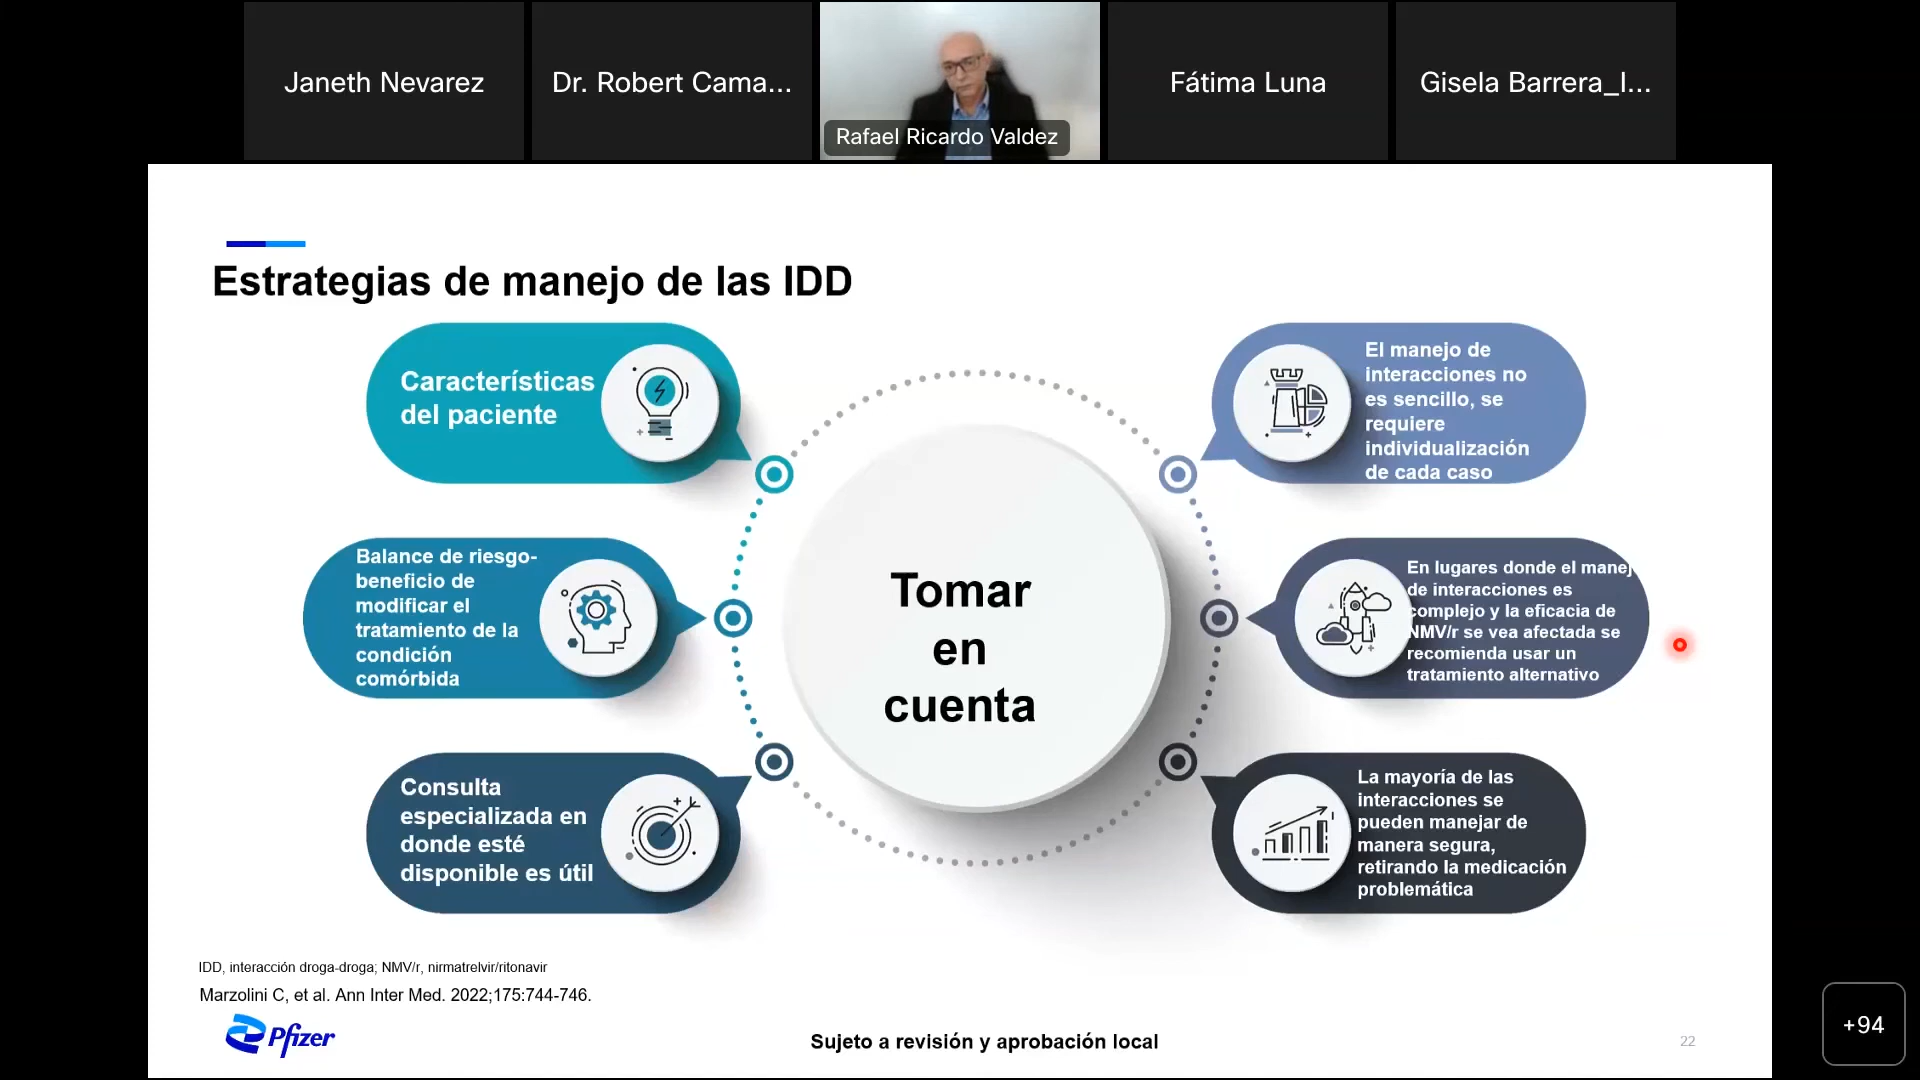 Janeth Nevarez
Dr. Robert Cama...
Rafael Ricardo Valdez
Fátima Luna
Gisela Barrera_I...
Estrategias de manejo de las IDD
Características
del paciente
Balance de riesgo-
beneficio de
modificar el
tratamiento de la
condición
comórbida
Consulta
especializada en
donde esté
disponible es útil
Tomar
en
cuenta
El manejo de
interacciones no
es sencillo, se
requiere
individualización
de cada caso
En lugares donde el manej
de interacciones es
complejo y la eficacia de
NMV/r se vea afectada se
recomienda usar un
tratamiento alternativo
La mayoría de las
interacciones se
pueden manejar de
manera segura,
retirando la medicación
problemática
IDD, interacción droga-droga; NMV/r, nirmatrelvir/ritonavir
Marzolini C, et al. Ann Inter Med. 2022;175:744-746.
Pfizer
Sujeto a revisión y aprobación local
22
+94